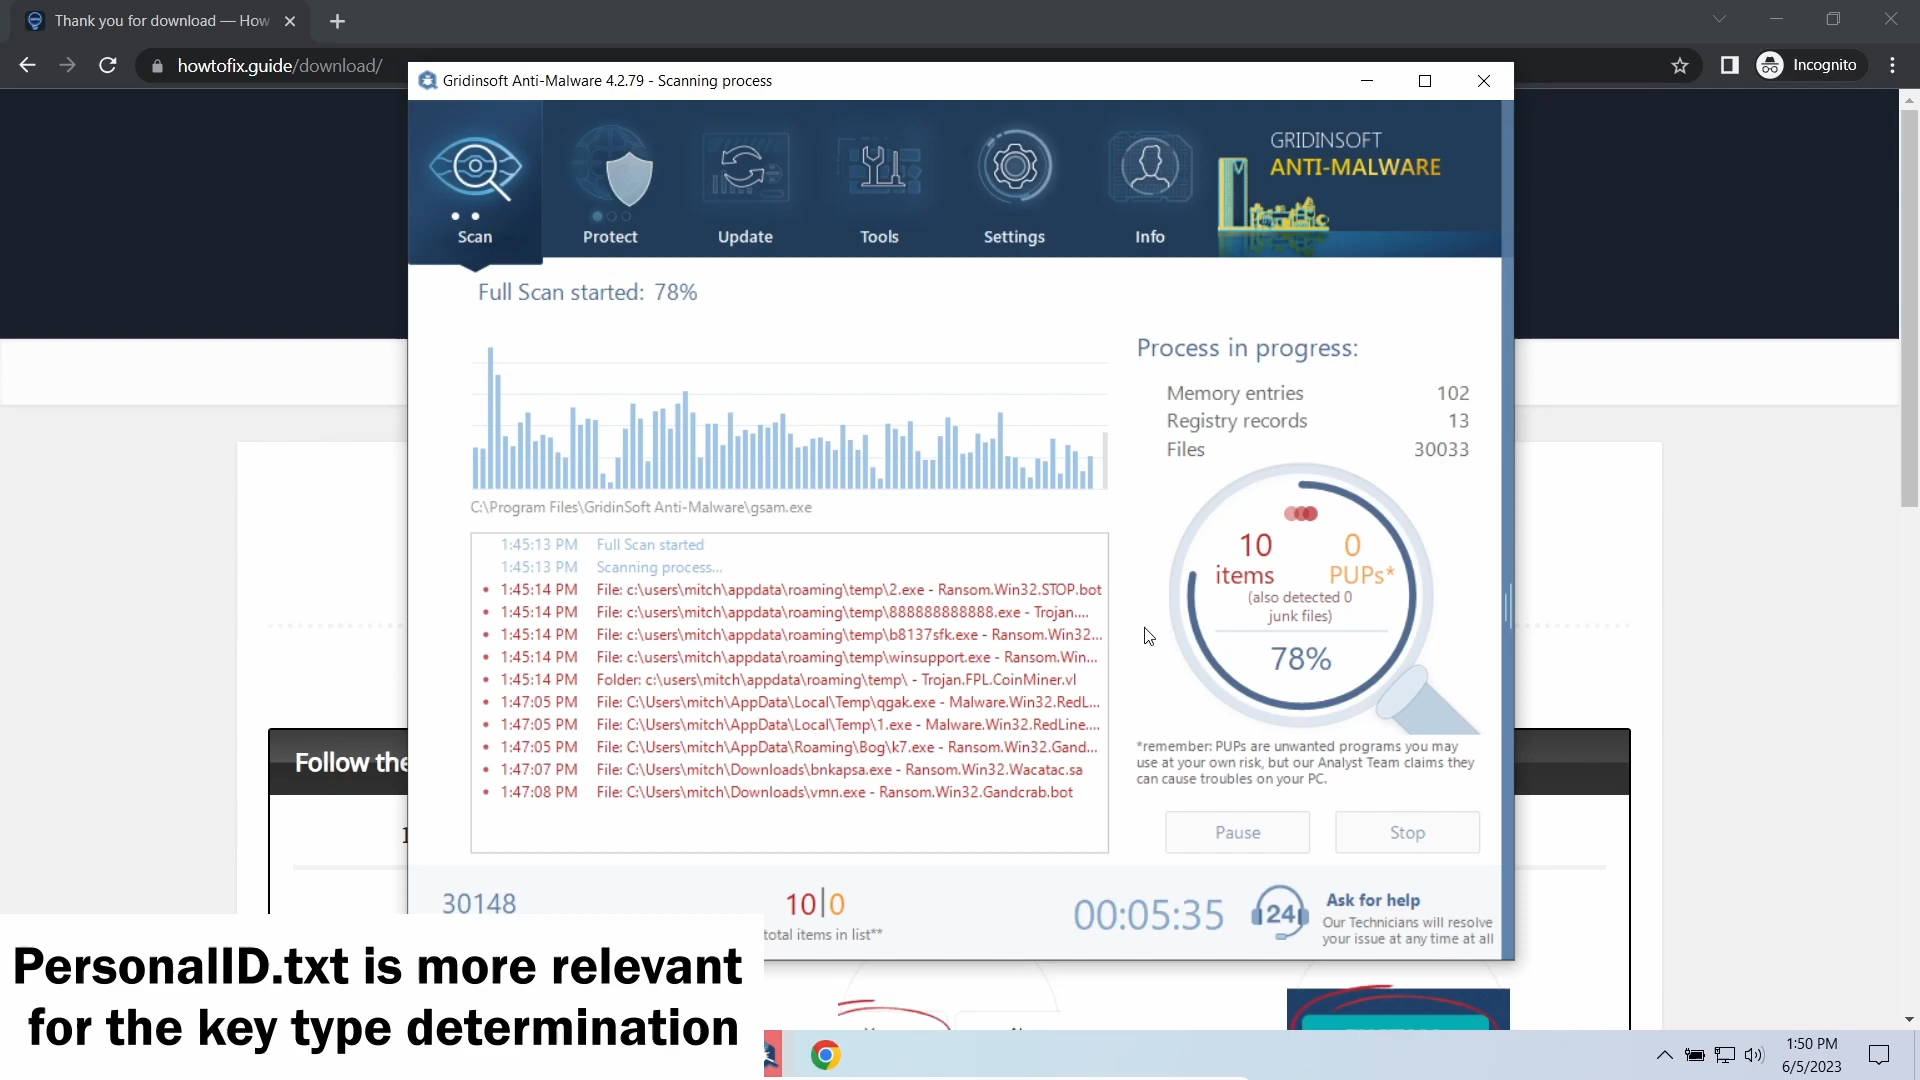 Thank you for download — How
howtofix.guide/download/
Incognito
Gridinsoft Anti-Malware 4.2.79 - Scanning process
Scan
Protect
Update
Tools
Settings
Info
GRIDINSOFT
ANTI-MALWARE
Full Scan started: 78%
C:\Program Files\GridinSoft Anti-Malware\gsam.exe
1:45:13 PM Full Scan started
1:45:13 PM Scanning process...
1:45:14 PM File: c:\users\mitch\appdata\roaming\temp\2.exe - Ransom.Win32.STOP.bot
1:45:14 PM File: c:\users\mitch\appdata\roaming\temp\888888888888.exe - Trojan....
1:45:14 PM File: c:\users\mitch\appdata\roaming\temp\b8137sfk.exe - Ransom.Win32...
1:45:14 PM File: c:\users\mitch\appdata\roaming\temp\winsupport.exe - Ransom.Win...
1:45:14 PM Folder: c:\users\mitch\appdata\roaming\temp\ - Trojan.FPL.CoinMiner.vl
1:47:05 PM File: C:\Users\mitch\AppData\Local\Temp\qgak.exe - Malware.Win32.RedL...
1:47:05 PM File: C:\Users\mitch\AppData\Local\Temp\1.exe - Malware.Win32.RedLine....
1:47:05 PM File: C:\Users\mitch\AppData\Roaming\Bog\k7.exe - Ransom.Win32.Gand...
1:47:07 PM File: C:\Users\mitch\Downloads\bnkapsa.exe - Ransom.Win32.Wacatac.sa
1:47:08 PM File: C:\Users\mitch\Downloads\vmn.exe - Ransom.Win32.Gandcrab.bot
Process in progress:
Memory entries 102
Registry records 13
Files 30033
10 items
0 PUPs*
(also detected 0
junk files)
78%
*remember: PUPs are unwanted programs you may
use at your own risk, but our Analyst Team claims they
can cause troubles on your PC.
Pause
Stop
30148
10|0
total items in list**
00:05:35
24
Ask for help
Our Technicians will resolve
your issue at any time at all
Follow the
1
PersonalID.txt is more relevant
for the key type determination
1:50 PM
6/5/2023